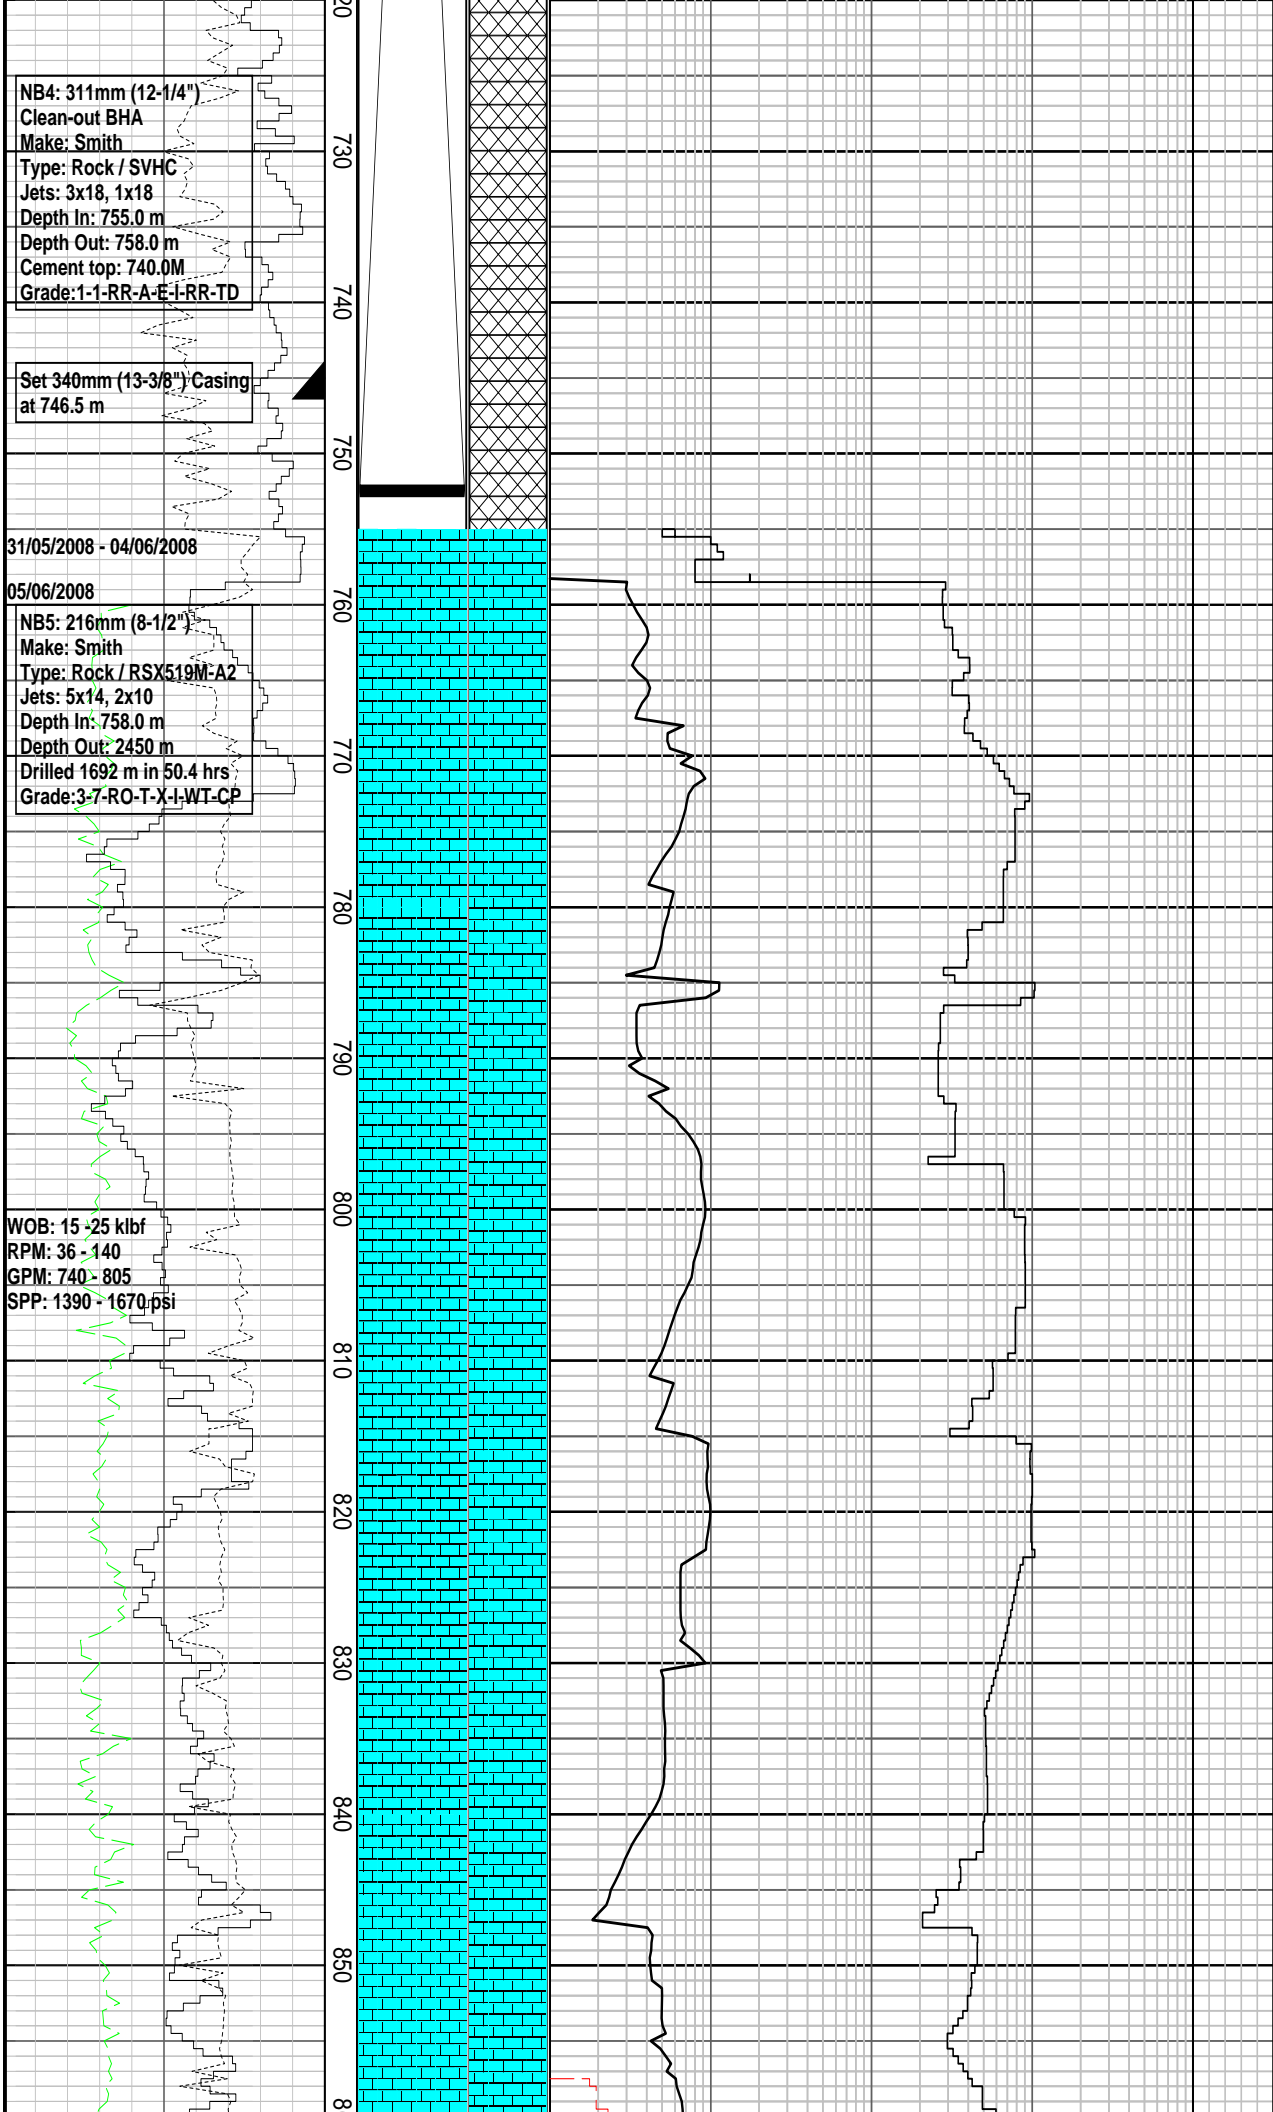 20
NB4: 311mm (12-1/4")
Clean-out BHA
Make: Smith
Type: Rock / SVHC
Jets: 3x18, 1x18
Depth In: 755.0 m
Depth Out: 758.0 m
Cement top: 740.0M
Grade:1-1-RR-A-E-I-RR-TD
730
740
Set 340mm (13-3/8") Casing
at 746.5 m
750
31/05/2008 - 04/06/2008
05/06/2008
760
NB5: 216mm (8-1/2")
Make: Smith
Type: Rock / RSX519M-A2
Jets: 5x14, 2x10
Depth In: 758.0 m
Depth Out: 2450 m
Drilled 1692 m in 50.4 hrs
Grade:3-7-RO-T-X-I-WT-CP
770
780
790
800
WOB: 15 -25 klbf
RPM: 36 - 140
GPM: 740 - 805
SPP: 1390 - 1670 psi
810
820
830
840
850
8